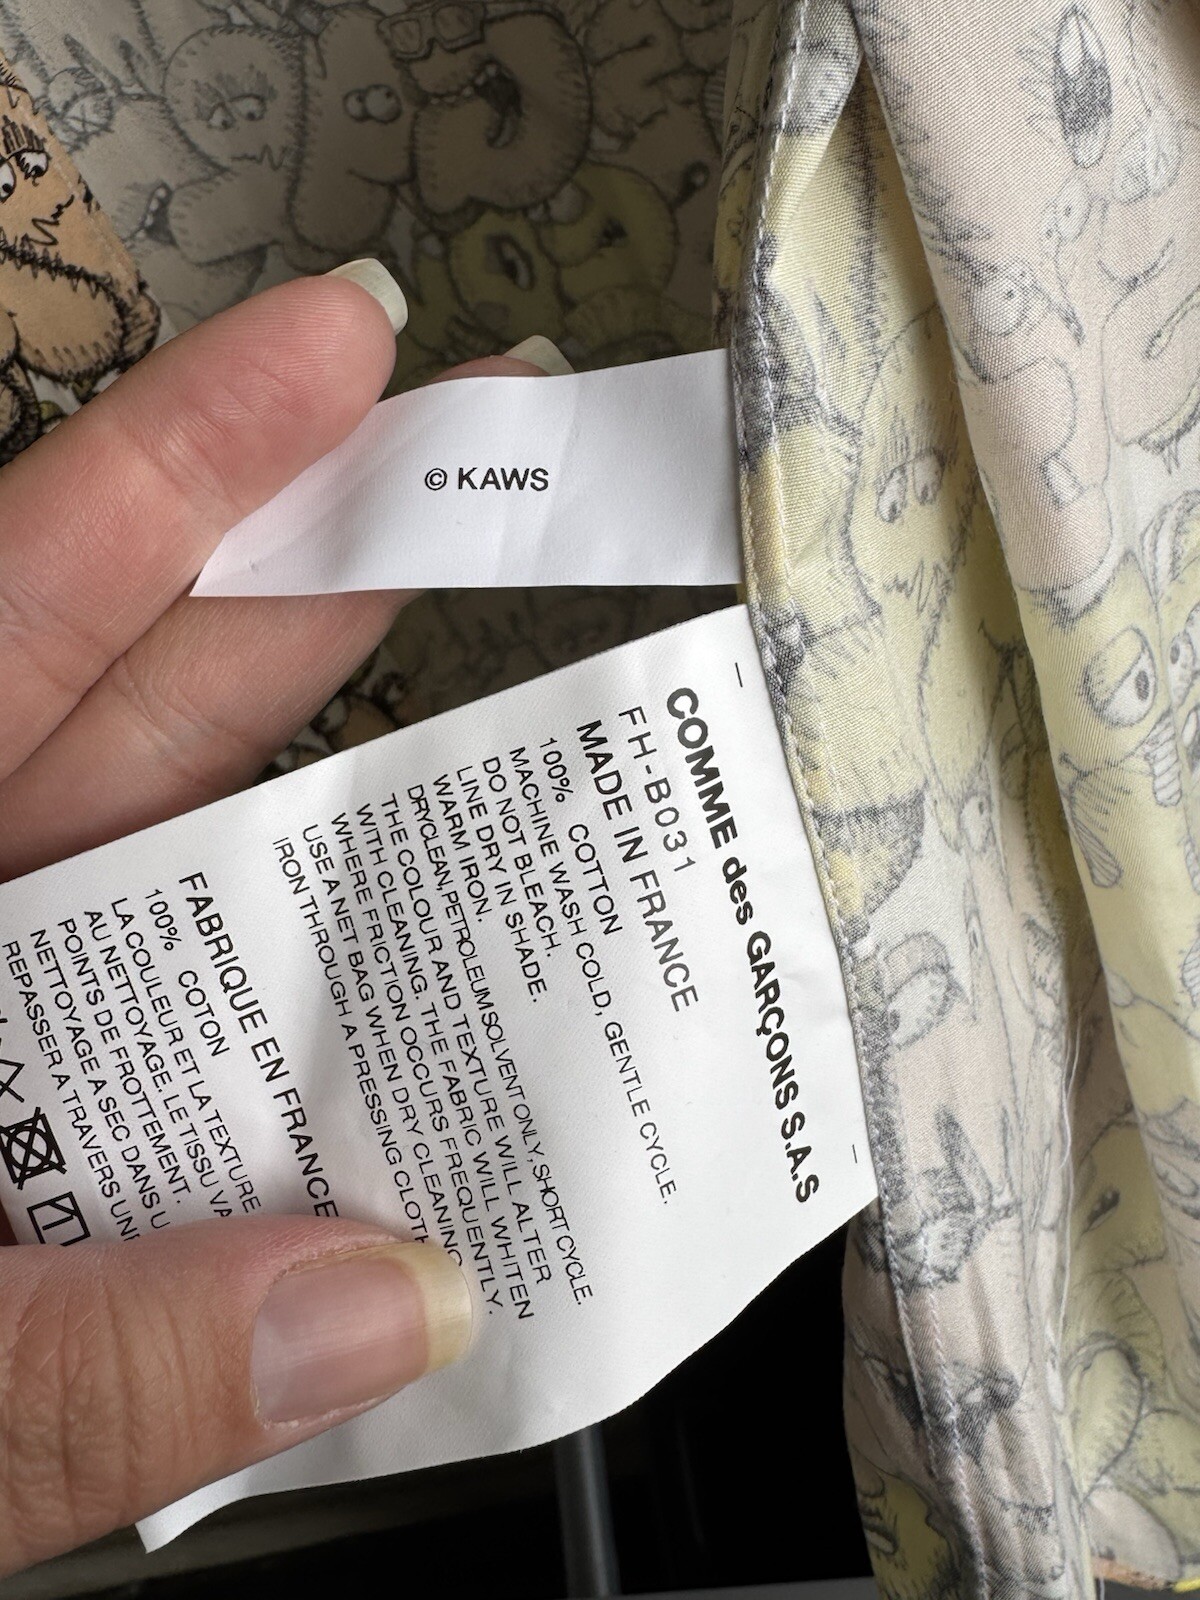 © KAWS
COMME des GARÇONS S.A.S
FH-B031
MADE IN FRANCE
100% COTTON
MACHINE WASH COLD, GENTLE CYCLE.
DO NOT BLEACH.
LINE DRY IN SHADE.
WARM IRON.
DRYCLEAN,PETROLEUM SOLVENT ONLY, SHORT CYCLE.
THE COLOUR AND TEXTURE WILL ALTER
WITH CLEANING. THE FABRIC WILL WHITEN
WHERE FRICTION OCCURS FREQUENTLY.
USE A NET BAG WHEN DRY CLEANING
IRON THROUGH A PRESSING CLOTH
FABRIQUE EN FRANCE
100% COTON
LA COULEUR ET LA TEXTURE
AU NETTOYAGE. LE TISSU VA
POINTS DE FROTTEMENT.
NETTOYAGE A SEC DANS U
REPASSER A TRAVERS UN